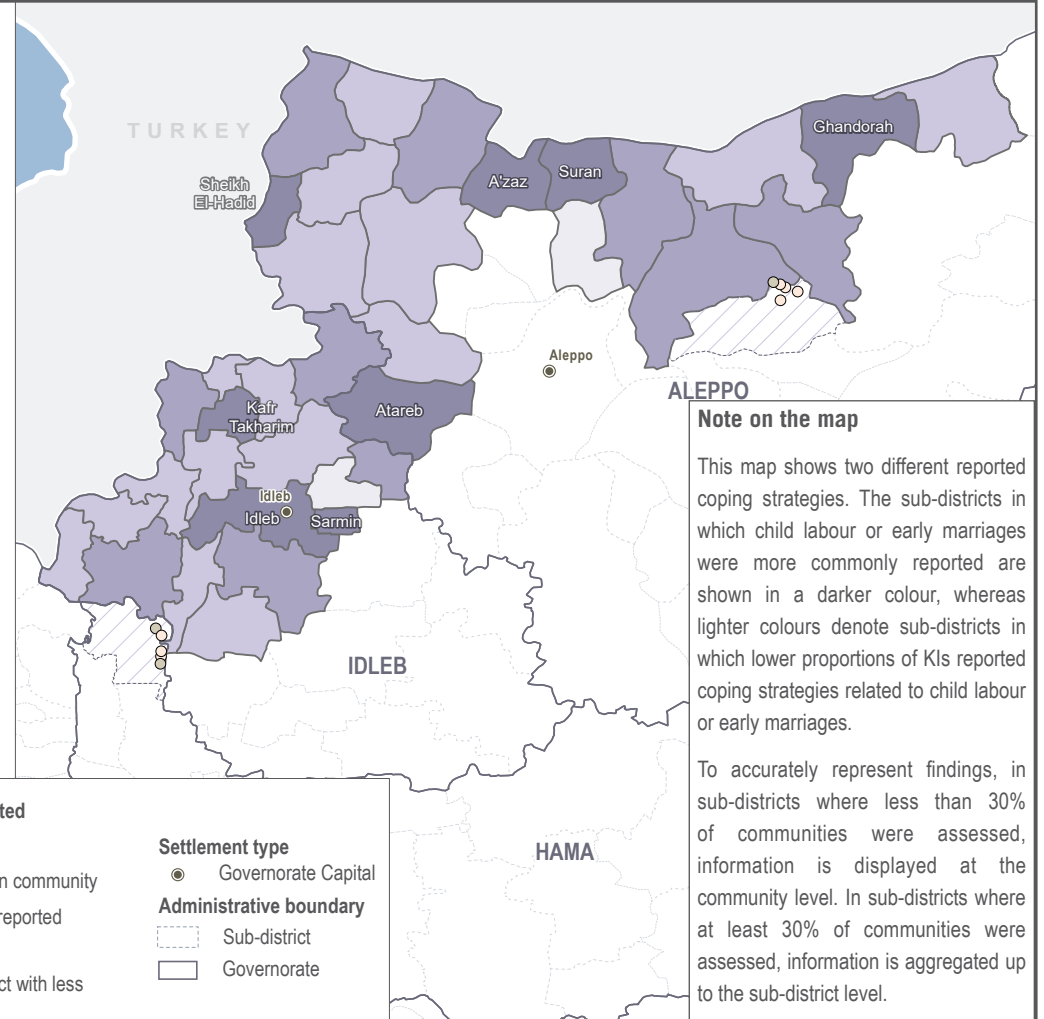 TURKEY
Sheikh
El-Hadid
A'zaz
Suran
Ghandorah
Aleppo
ALEPPO
Kafr
Takharim
Atareb
Idleb
Idleb
Sarmin
IDLEB
HAMA
Note on the map
This map shows two different reported
coping strategies. The sub-districts in
which child labour or early marriages
were more commonly reported are
shown in a darker colour, whereas
lighter colours denote sub-districts in
which lower proportions of KIs reported
coping strategies related to child labour
or early marriages.
To accurately represent findings, in
sub-districts where less than 30%
of communities were assessed,
information is displayed at the
community level. In sub-districts where
at least 30% of communities were
assessed, information is aggregated up
to the sub-district level.
ted
n community
reported
ct with less
Settlement type
Governorate Capital
Administrative boundary
Sub-district
Governorate